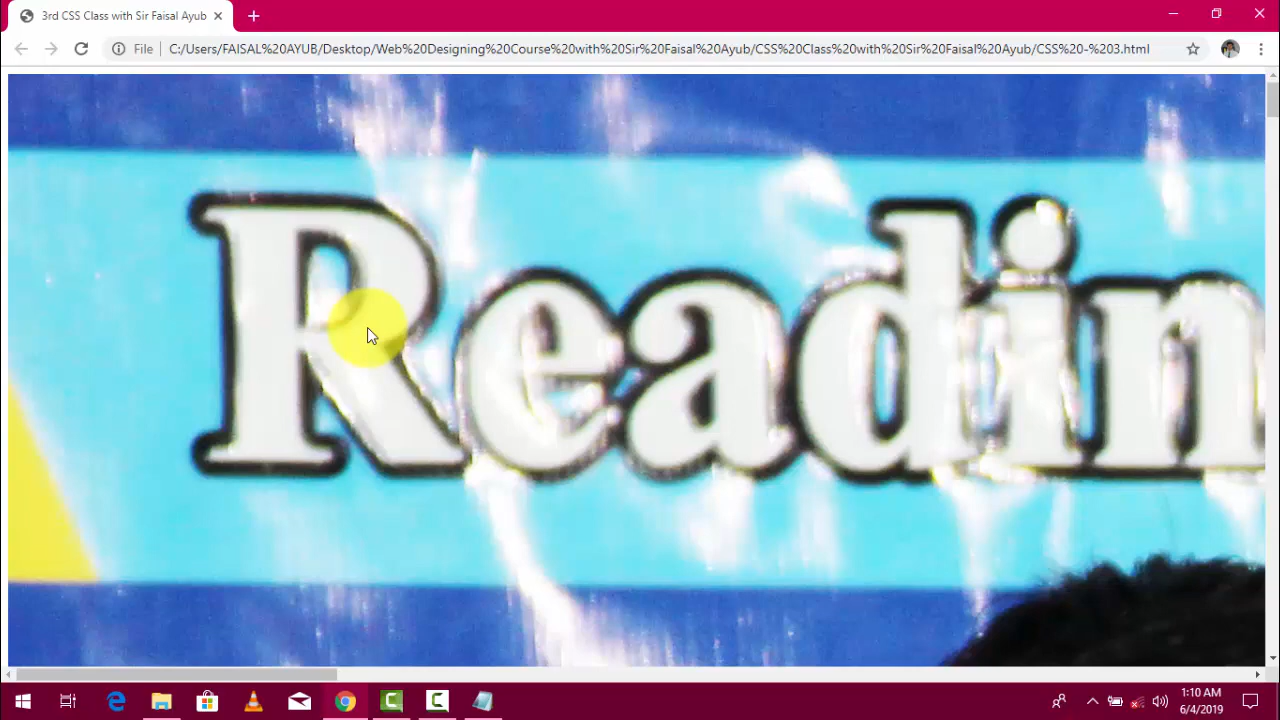 3rd CSS Class with Sir Faisal Ayub
File
C:/Users/FAISAL%20AYUB/Desktop/Web%20Designing%20Course%20with%20Sir%20Faisal%20Ayub/CSS%20Class%20with%20Sir%20Faisal%20Ayub/CSS%20-%203.html
Readin
1:10 AM
6/4/2019